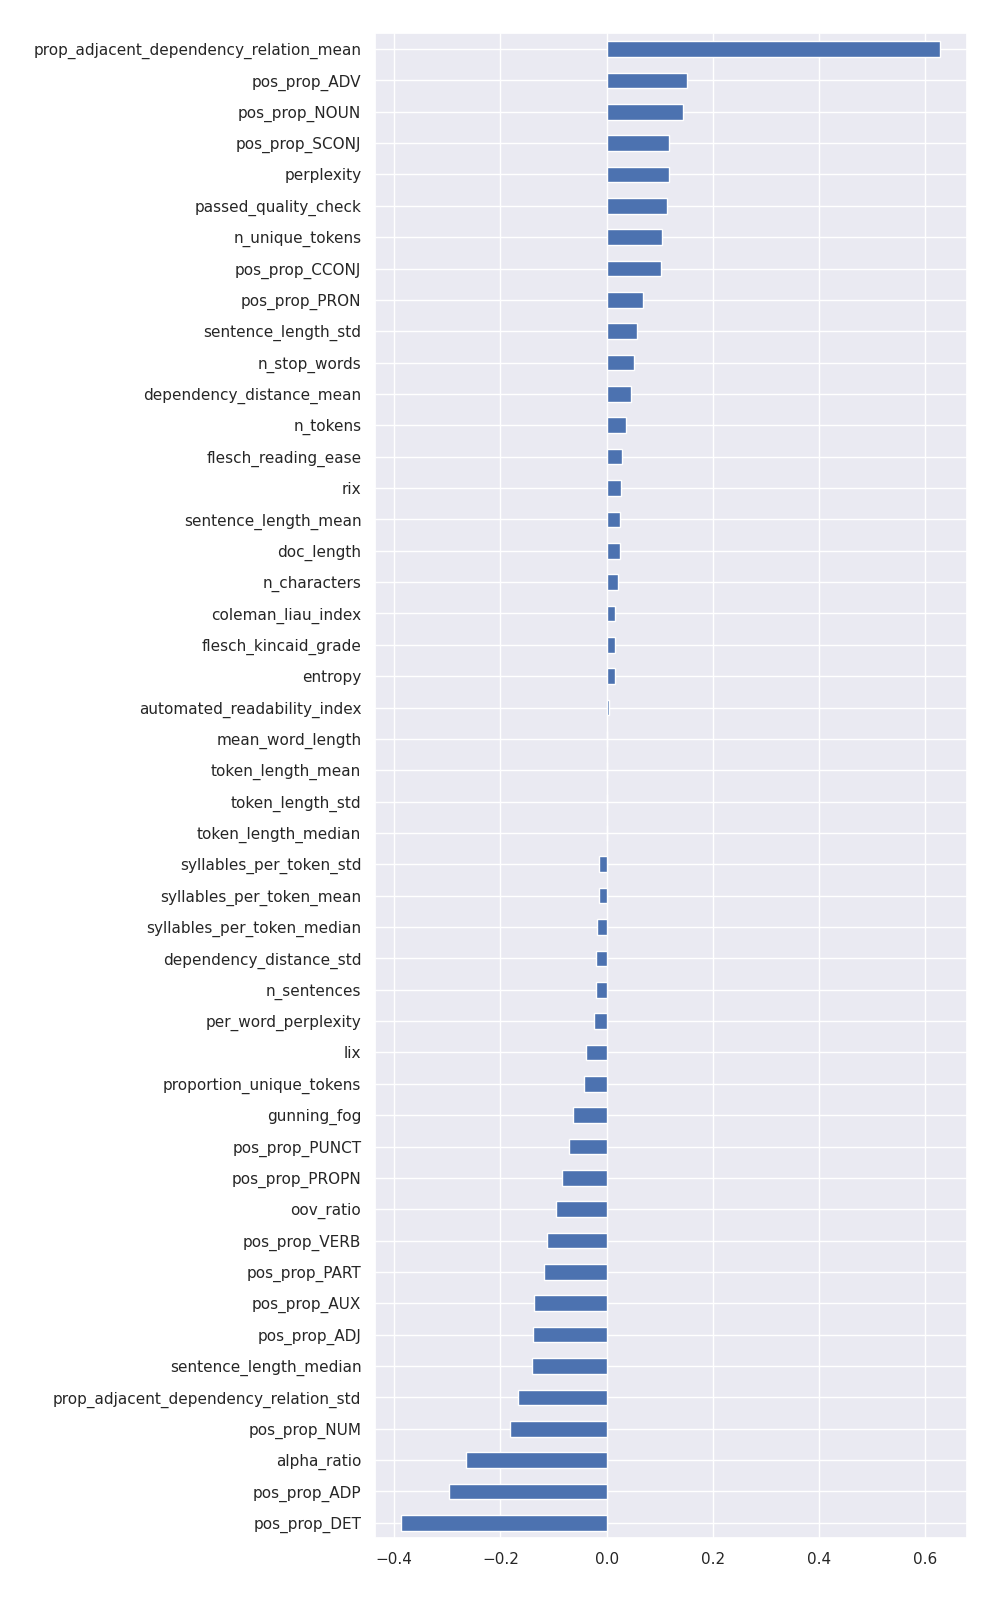 prop_adjacent_dependency_relation_mean
pos_prop_ADV
pos_prop_NOUN
pos_prop_SCONJ
perplexity
passed_quality_check
n_unique_tokens
pos_prop_CCONJ
pos_prop_PRON
sentence_length_std
n_stop_words
dependency_distance_mean
n_tokens
flesch_reading_ease
rix
sentence_length_mean
doc_length
n_characters
coleman_liau_index
flesch_kincaid_grade
entropy
automated_readability_index
mean_word_length
token_length_mean
token_length_std
token_length_median
syllables_per_token_std
syllables_per_token_mean
syllables_per_token_median
dependency_distance_std
n_sentences
per_word_perplexity
lix
proportion_unique_tokens
gunning_fog
pos_prop_PUNCT
pos_prop_PROPN
oov_ratio
pos_prop_VERB
pos_prop_PART
pos_prop_AUX
pos_prop_ADJ
sentence_length_median
prop_adjacent_dependency_relation_std
pos_prop_NUM
alpha_ratio
pos_prop_ADP
pos_prop_DET
−0.4 −0.2 0.0 0.2 0.4 0.6